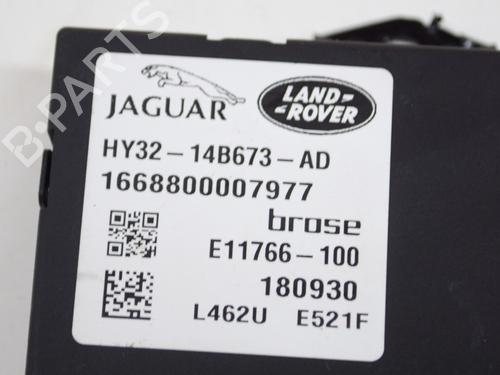 B-PARTS
JAGUAR
LAND-
ROVER
HY32-14B673-AD
1668800007977
brose
E11766-100
180930
L462U E521F